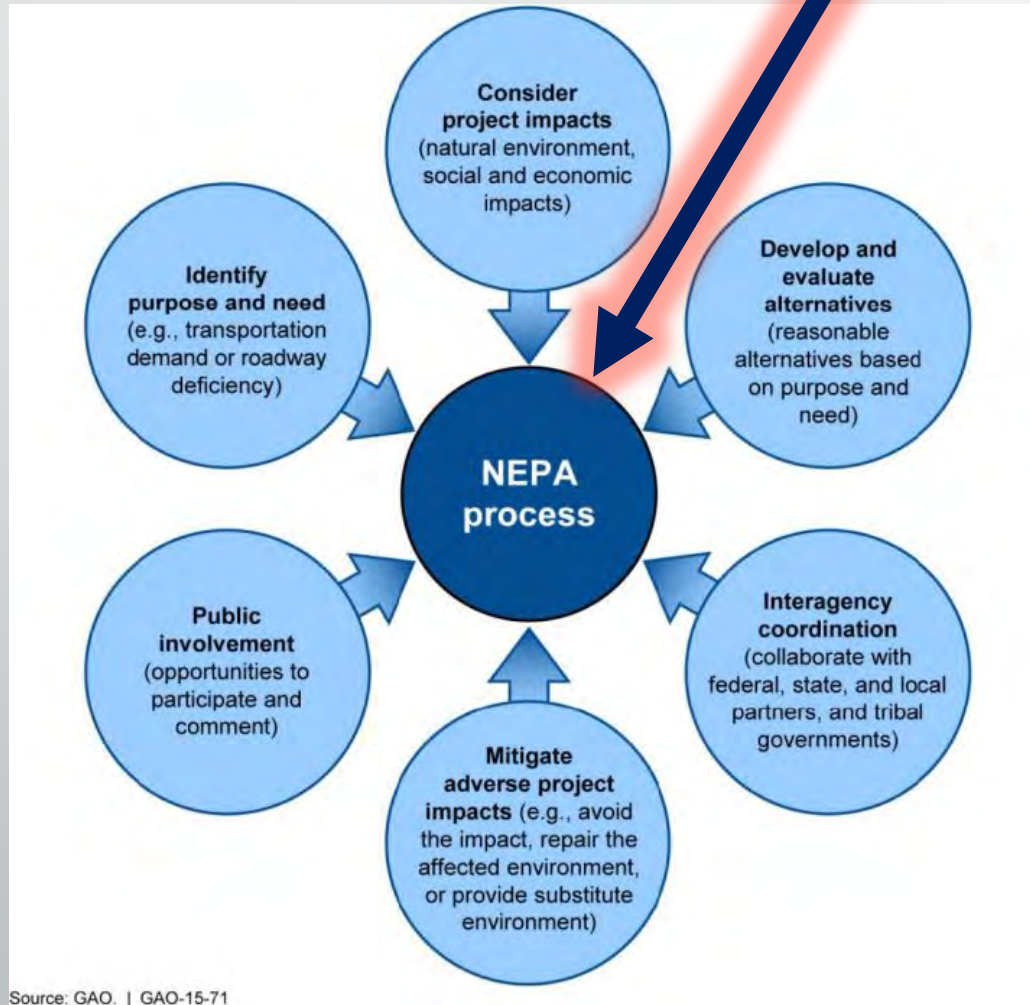 Consider
project impacts
(natural environment,
social and economic
impacts)
Develop and
evaluate
alternatives
(reasonable
alternatives based
on purpose and
need)
Interagency
coordination
(collaborate with
federal, state, and local
partners, and tribal
governments)
Mitigate
adverse project
impacts (e.g., avoid
the impact, repair the
affected environment,
or provide substitute
environment)
Public
involvement
(opportunities to
participate and
comment)
Identify
purpose and need
(e.g., transportation
demand or roadway
deficiency)
NEPA
process
Source: GAO. | GAO-15-71